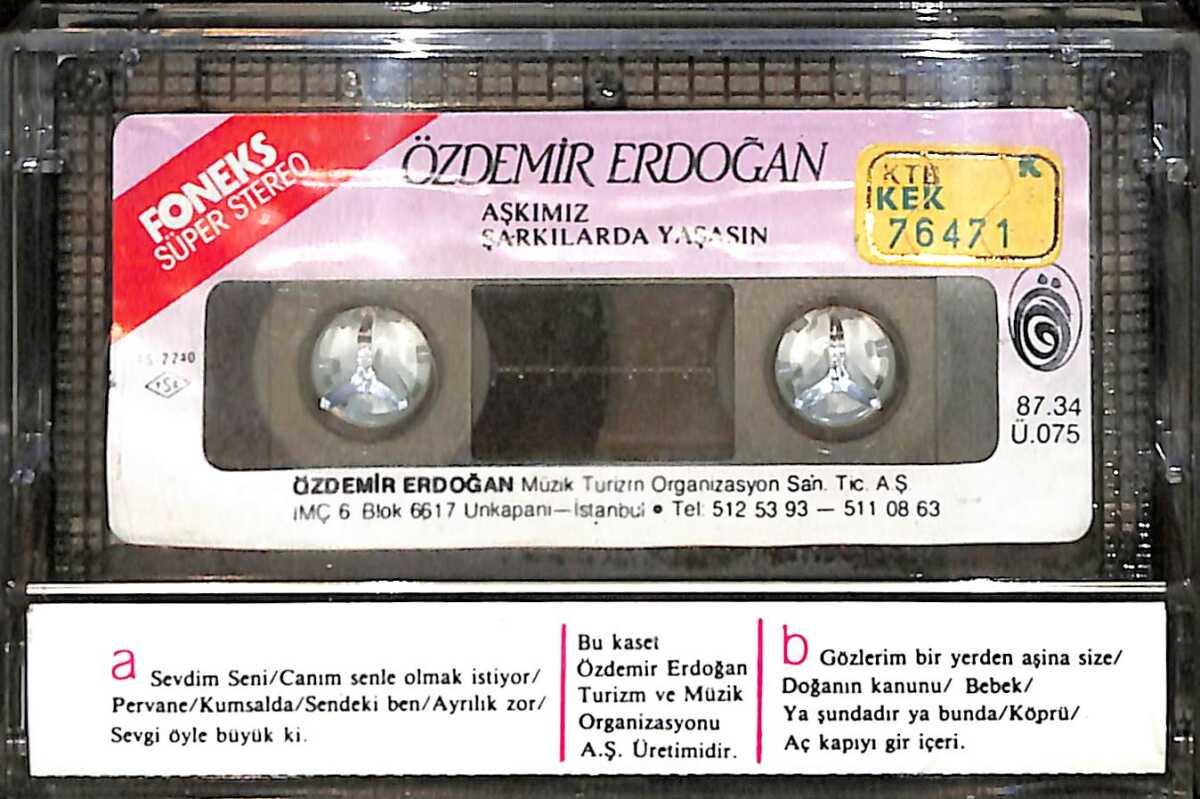 FONEKS
SÜPER STEREO
ÖZDEMİR ERDOĞAN
AŞKIMIZ
ŞARKILARDA YAŞASIN
KTB K
KEK
76471
TSE
87.34
Ü.075
ÖZDEMİR ERDOĞAN Müzik Turizm Organizasyon San. Tic. A.Ş
İMÇ 6 Blok 6617 Unkapanı—İstanbul • Tel: 512 53 93 — 511 08 63
a Sevdim Seni/Canım senle olmak istiyor/
Pervane/Kumsalda/Sendeki ben/Ayrılık zor/
Sevgi öyle büyük ki.
Bu kaset
Özdemir Erdoğan
Turizm ve Müzik
Organizasyonu
A.Ş. Üretimidir.
b Gözlerim bir yerden aşina size/
Doğanın kanunu/ Bebek/
Ya şundadır ya bunda/Köprü/
Aç kapıyı gir içeri.